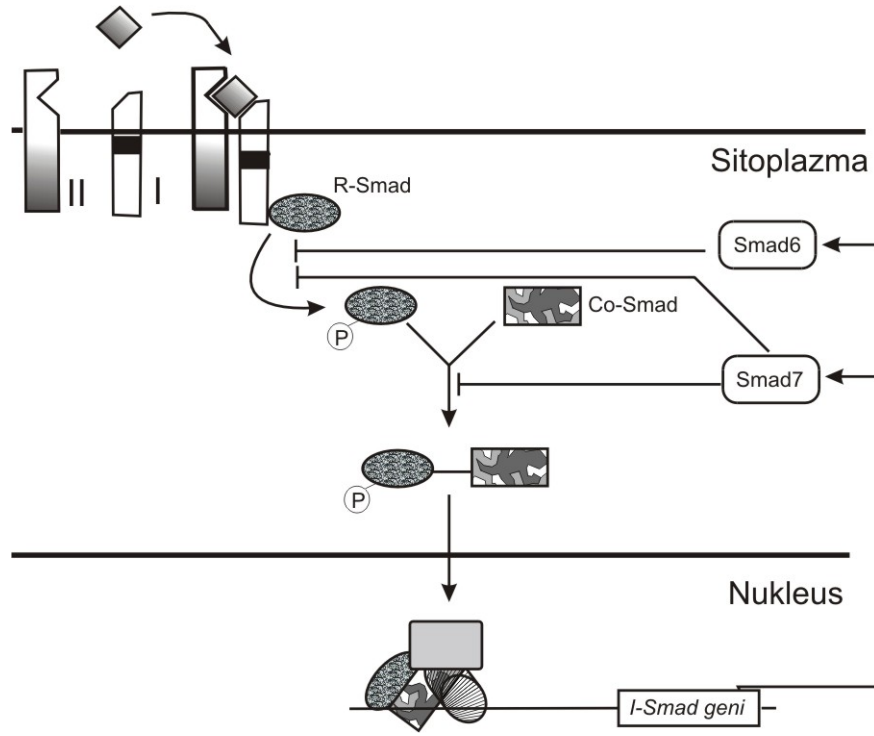 Sitoplazma
II
I
R-Smad
Smad6
P
Co-Smad
Smad7
P
Nukleus
I-Smad geni